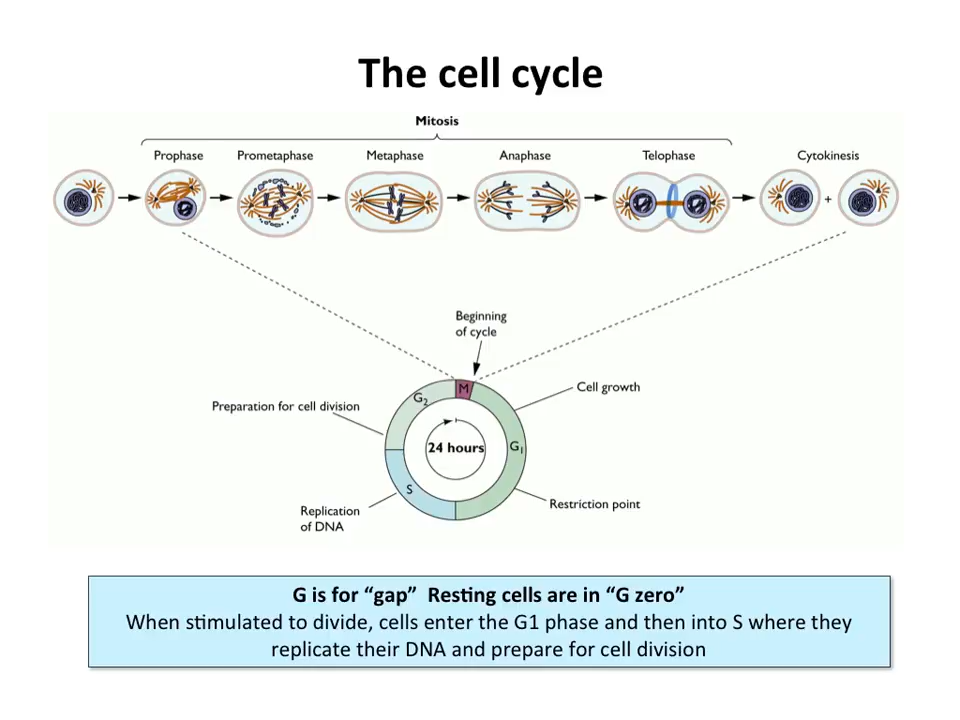 The cell cycle
Mitosis
Prophase
Prometaphase
Metaphase
Anaphase
Telophase
Cytokinesis
+
Beginning
of cycle
M
Cell growth
G₂
Preparation for cell division
24 hours
G₁
S
Replication
of DNA
Restriction point
G is for “gap”  Resting cells are in “G zero”
When stimulated to divide, cells enter the G1 phase and then into S where they
replicate their DNA and prepare for cell division